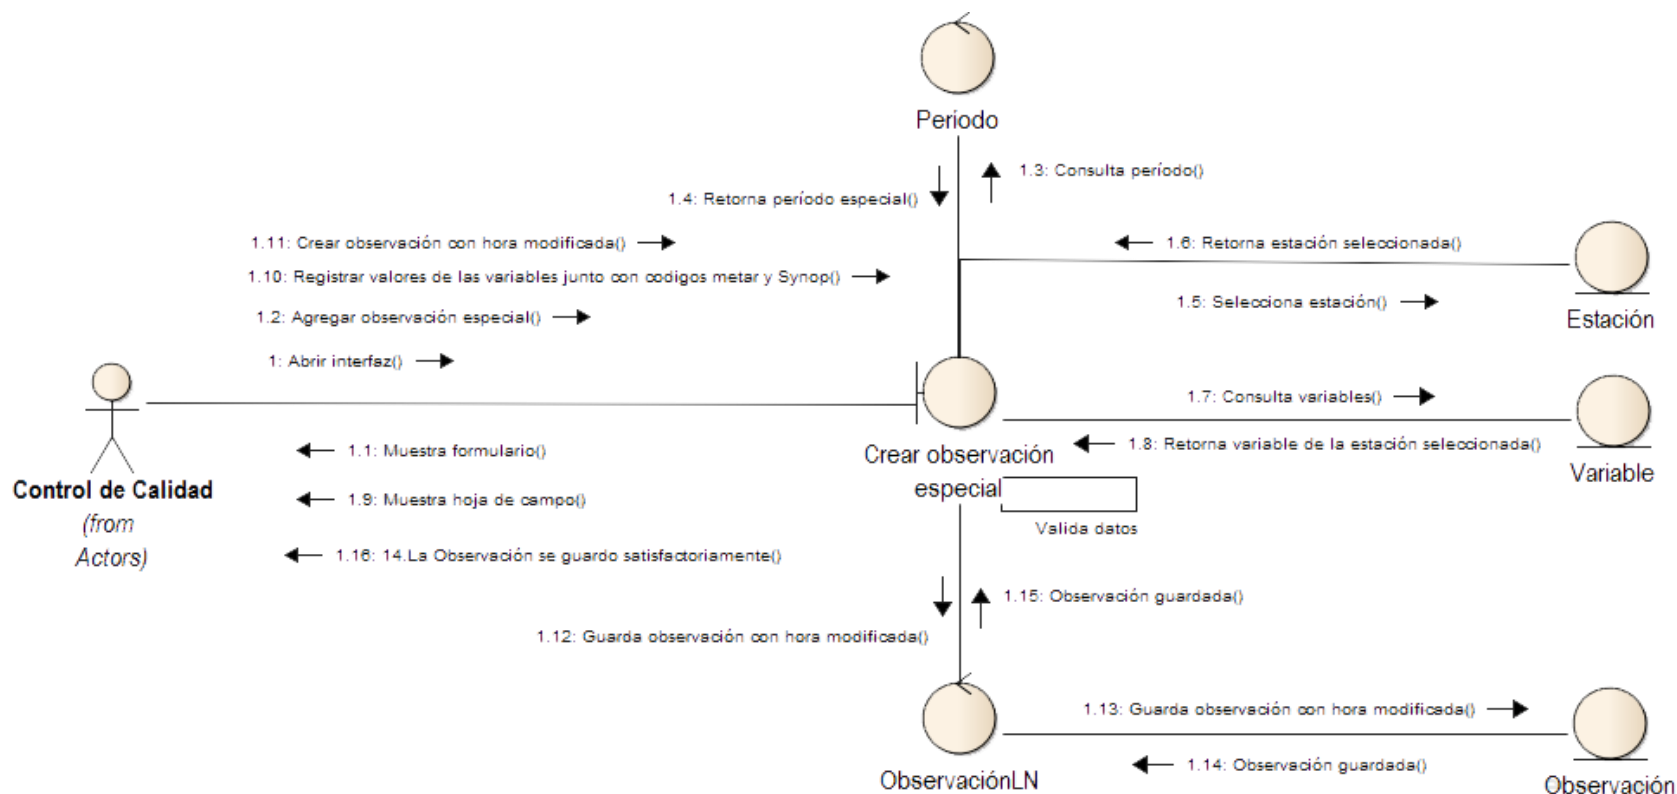 Periodo
1.3: Consulta período()
1.4: Retorna período especial()
1.11: Crear observación con hora modificada()
1.6: Retorna estación seleccionada()
1.10: Registrar valores de las variables junto con codigos metar y Synop()
1.5: Selecciona estación()
1.2: Agregar observación especial()
Estación
1: Abrir interfaz()
1.7: Consulta variables()
1.1: Muestra formulario()
Crear observación
especial
1.8: Retorna variable de la estación seleccionada()
Variable
Control de Calidad
(from
Actors)
1.9: Muestra hoja de campo()
Valida datos
1.16: 14.La Observación se guardo satisfactoriamente()
1.15: Observación guardada()
1.12: Guarda observación con hora modificada()
1.13: Guarda observación con hora modificada()
1.14: Observación guardada()
ObservaciónLN
Observación